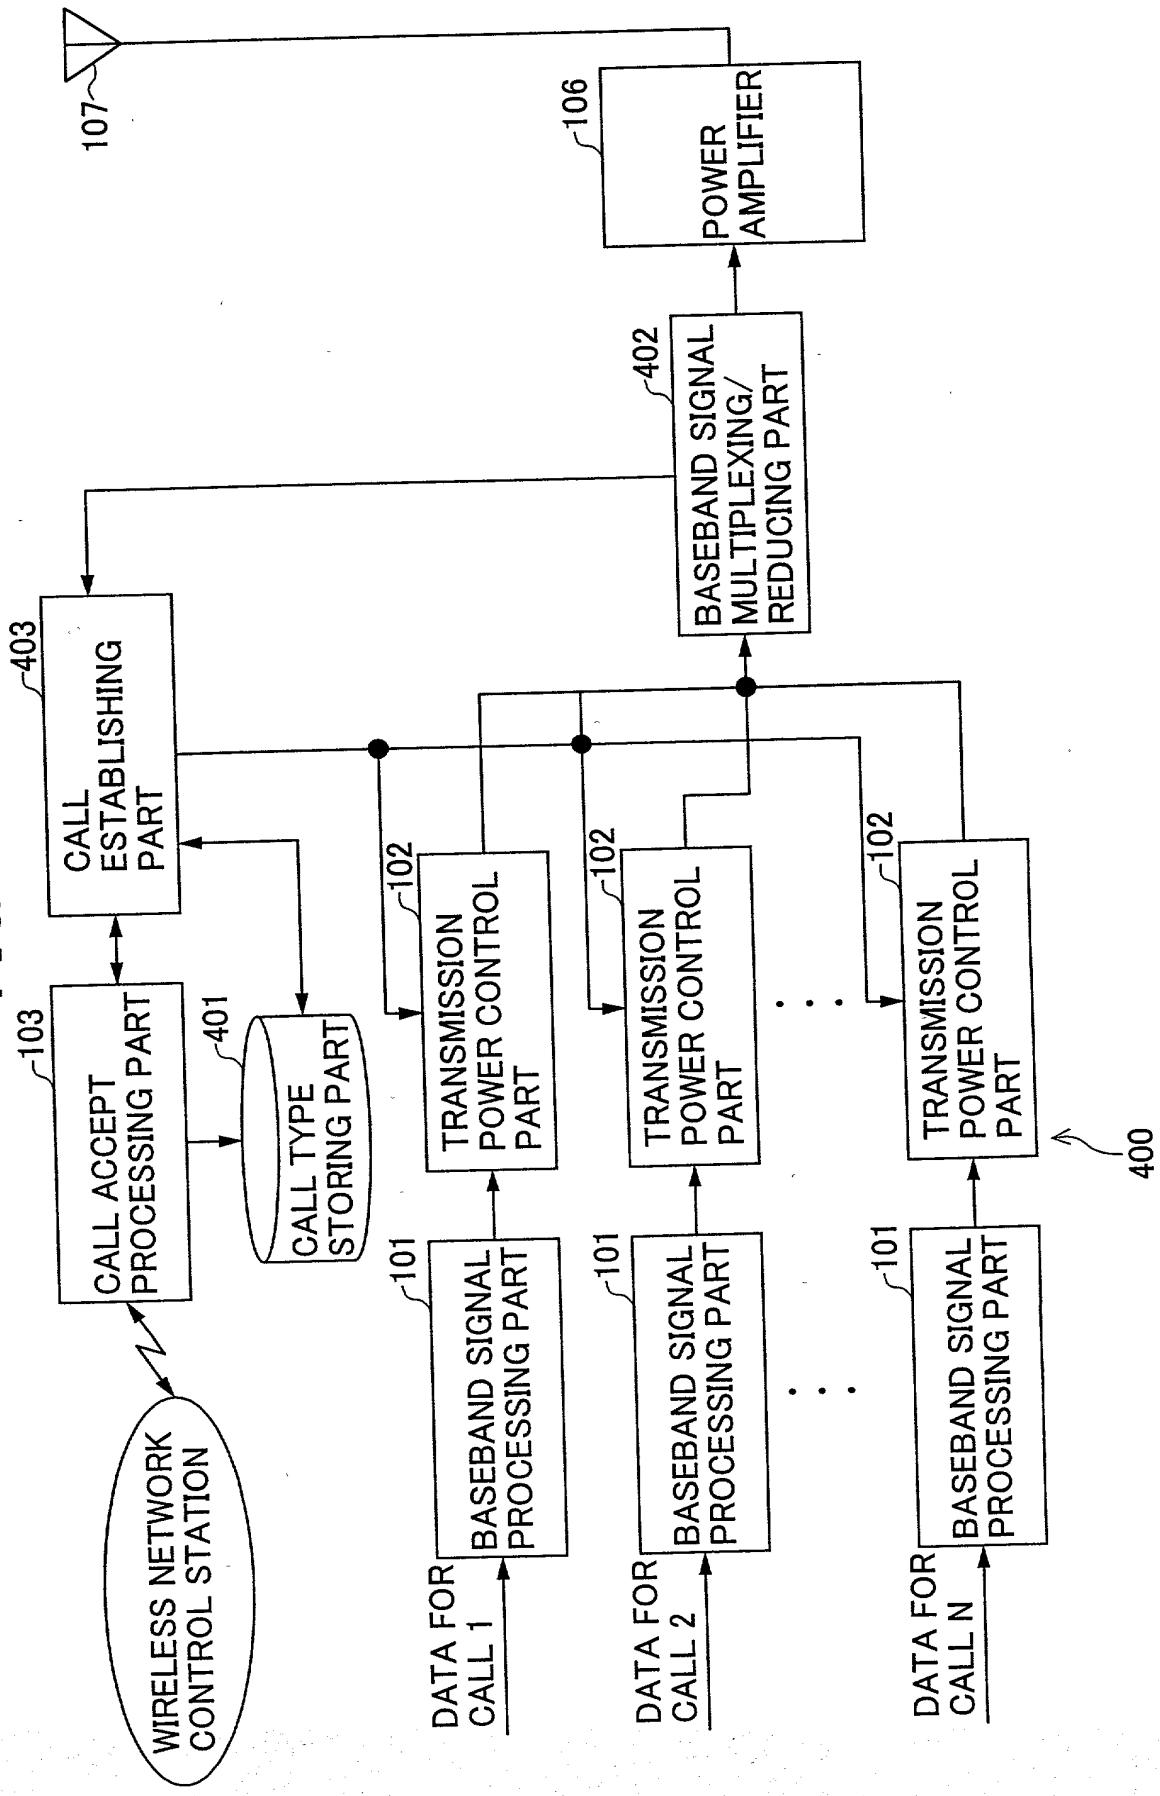 WIRELESS NETWORK
CONTROL STATION
103
CALL ACCEPT
PROCESSING PART
403
CALL
ESTABLISHING
PART
107
401
CALL TYPE
STORING PART
DATA FOR
CALL 1
101
BASEBAND SIGNAL
PROCESSING PART
102
TRANSMISSION
POWER CONTROL
PART
DATA FOR
CALL 2
101
BASEBAND SIGNAL
PROCESSING PART
102
TRANSMISSION
POWER CONTROL
PART
402
BASEBAND SIGNAL
MULTIPLEXING/
REDUCING PART
106
POWER
AMPLIFIER
. . .
. . .
DATA FOR
CALL N
101
BASEBAND SIGNAL
PROCESSING PART
102
TRANSMISSION
POWER CONTROL
PART
400